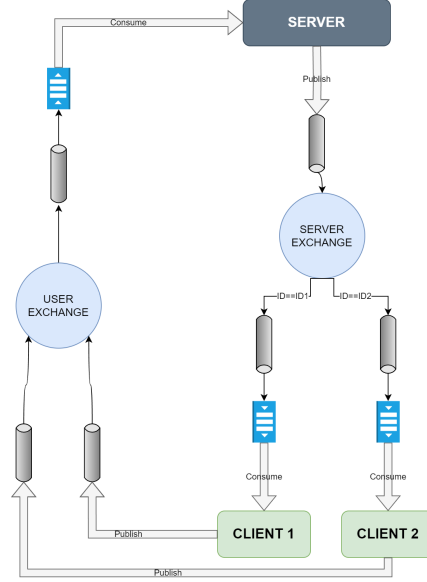 Consume
SERVER
Publish
SERVER
EXCHANGE
USER
EXCHANGE
ID==ID1
ID==ID2
Consume
Consume
CLIENT 1
CLIENT 2
Publish
Publish